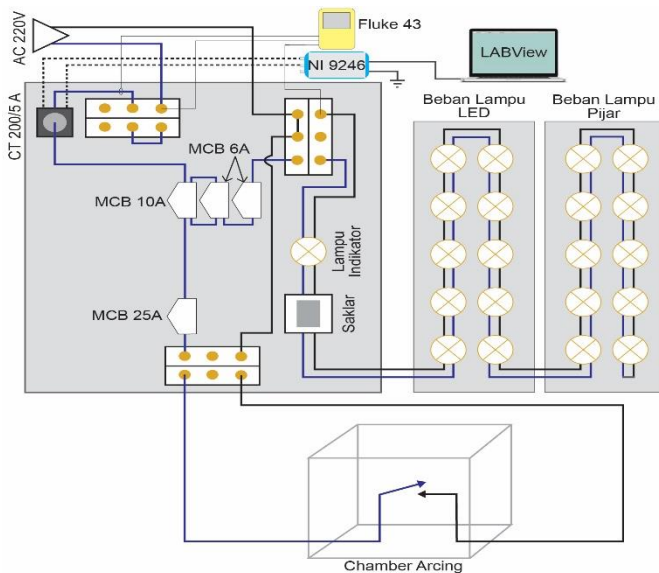 AC 220V
Fluke 43
NI 9246
LABView
CT 200/5 A
MCB 6A
MCB 10A
MCB 25A
Lampu
Indikator
Saklar
Beban Lampu
LED
Beban Lampu
Pijar
Chamber Arcing